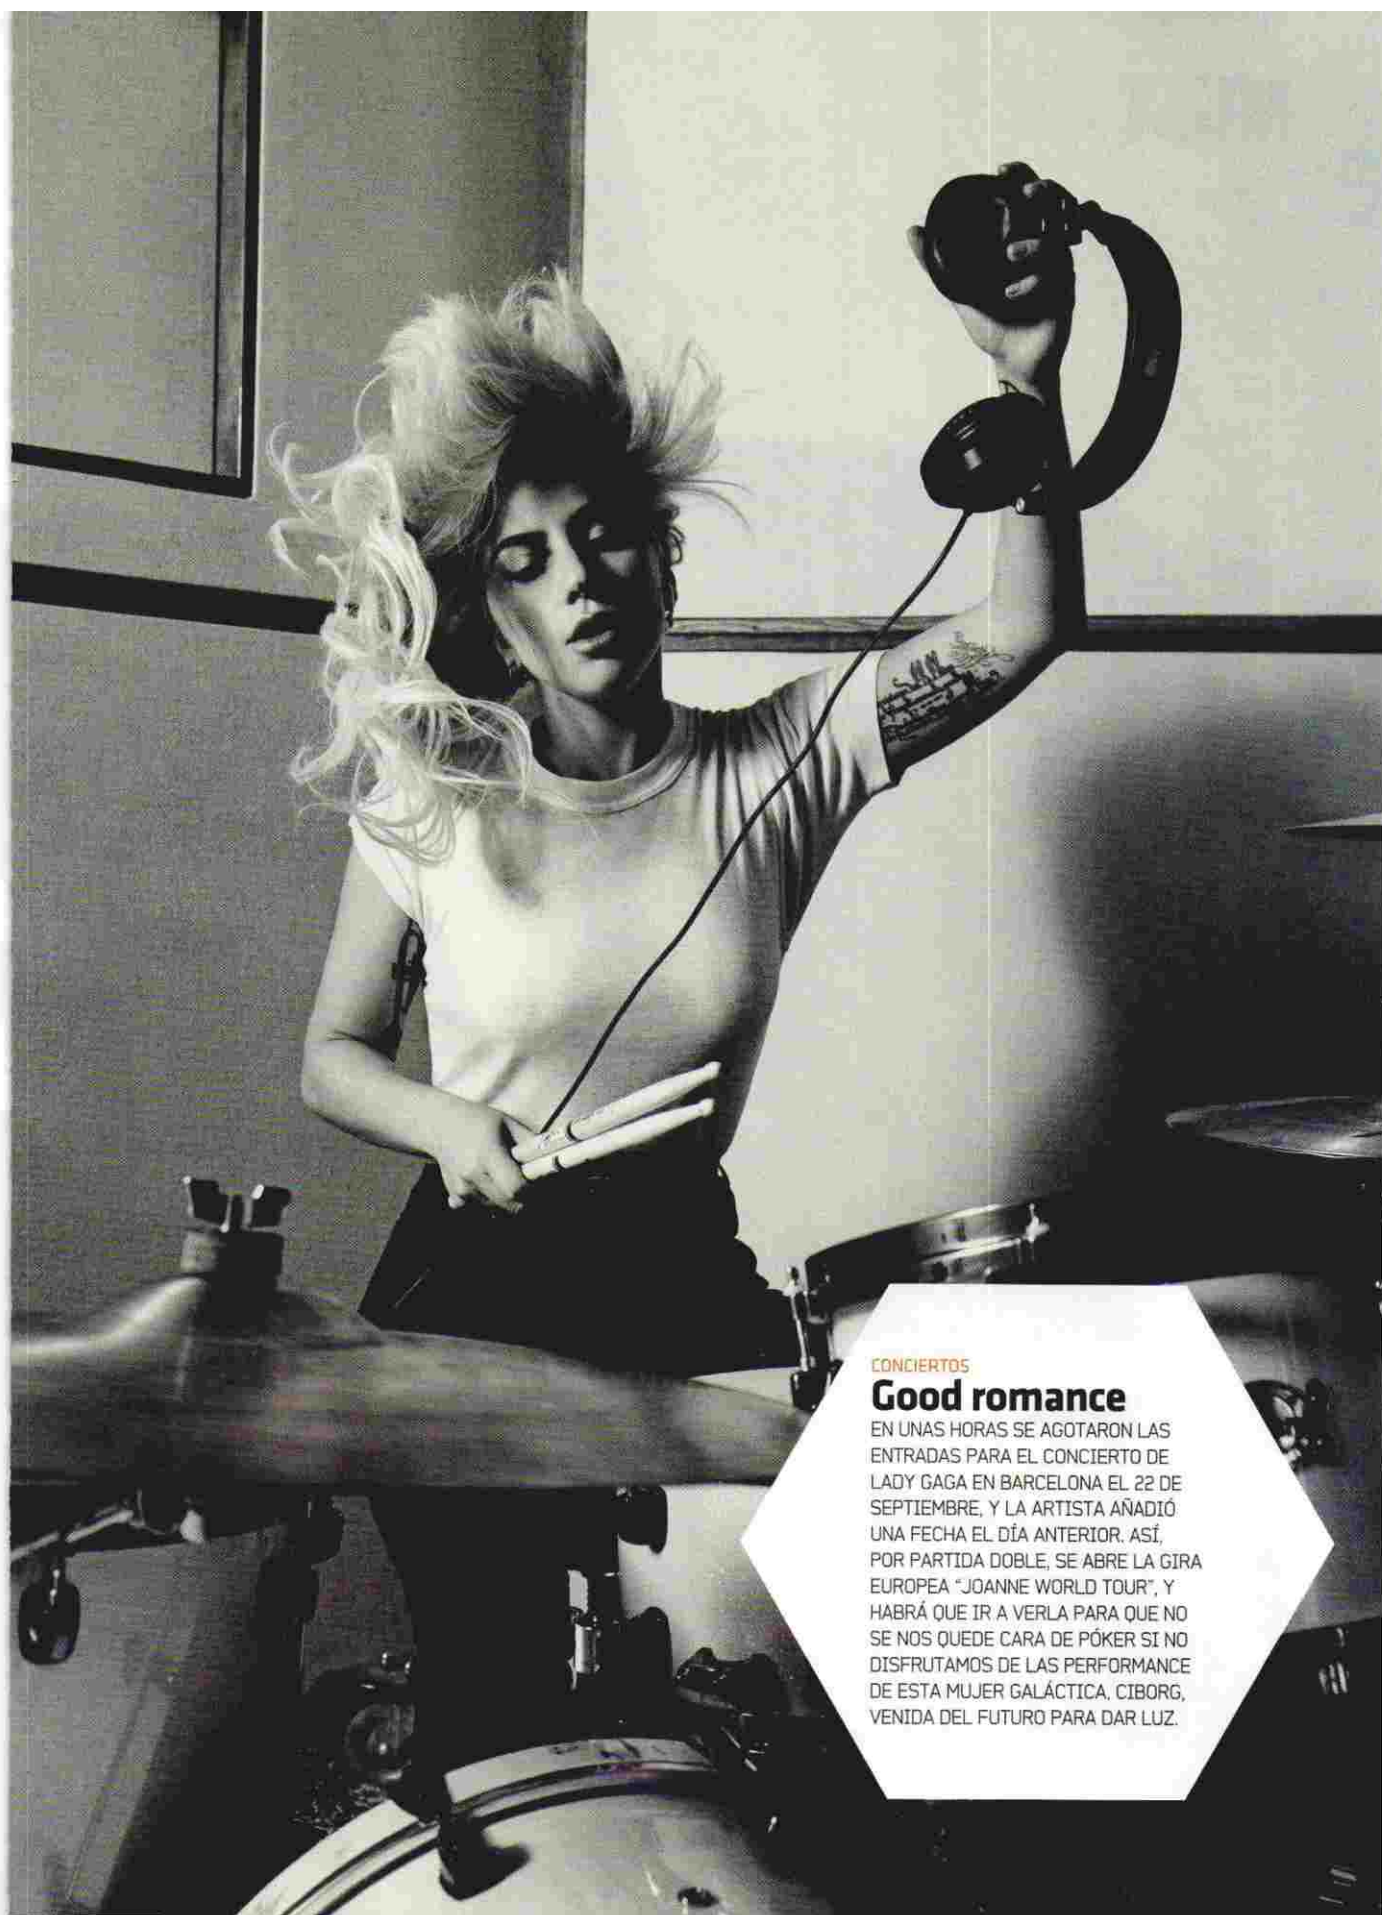 CONCIERTOS
Good romance
EN UNAS HORAS SE AGOTARON LAS
ENTRADAS PARA EL CONCIERTO DE
LADY GAGA EN BARCELONA EL 22 DE
SEPTIEMBRE, Y LA ARTISTA AÑADIÓ
UNA FECHA EL DÍA ANTERIOR. ASÍ,
POR PARTIDA DOBLE, SE ABRE LA GIRA
EUROPEA “JOANNE WORLD TOUR”, Y
HABRÁ QUE IR A VERLA PARA QUE NO
SE NOS QUEDE CARA DE PÓKER SI NO
DISFRUTAMOS DE LAS PERFORMANCE
DE ESTA MUJER GALÁCTICA, CIBORG,
VENIDA DEL FUTURO PARA DAR LUZ.